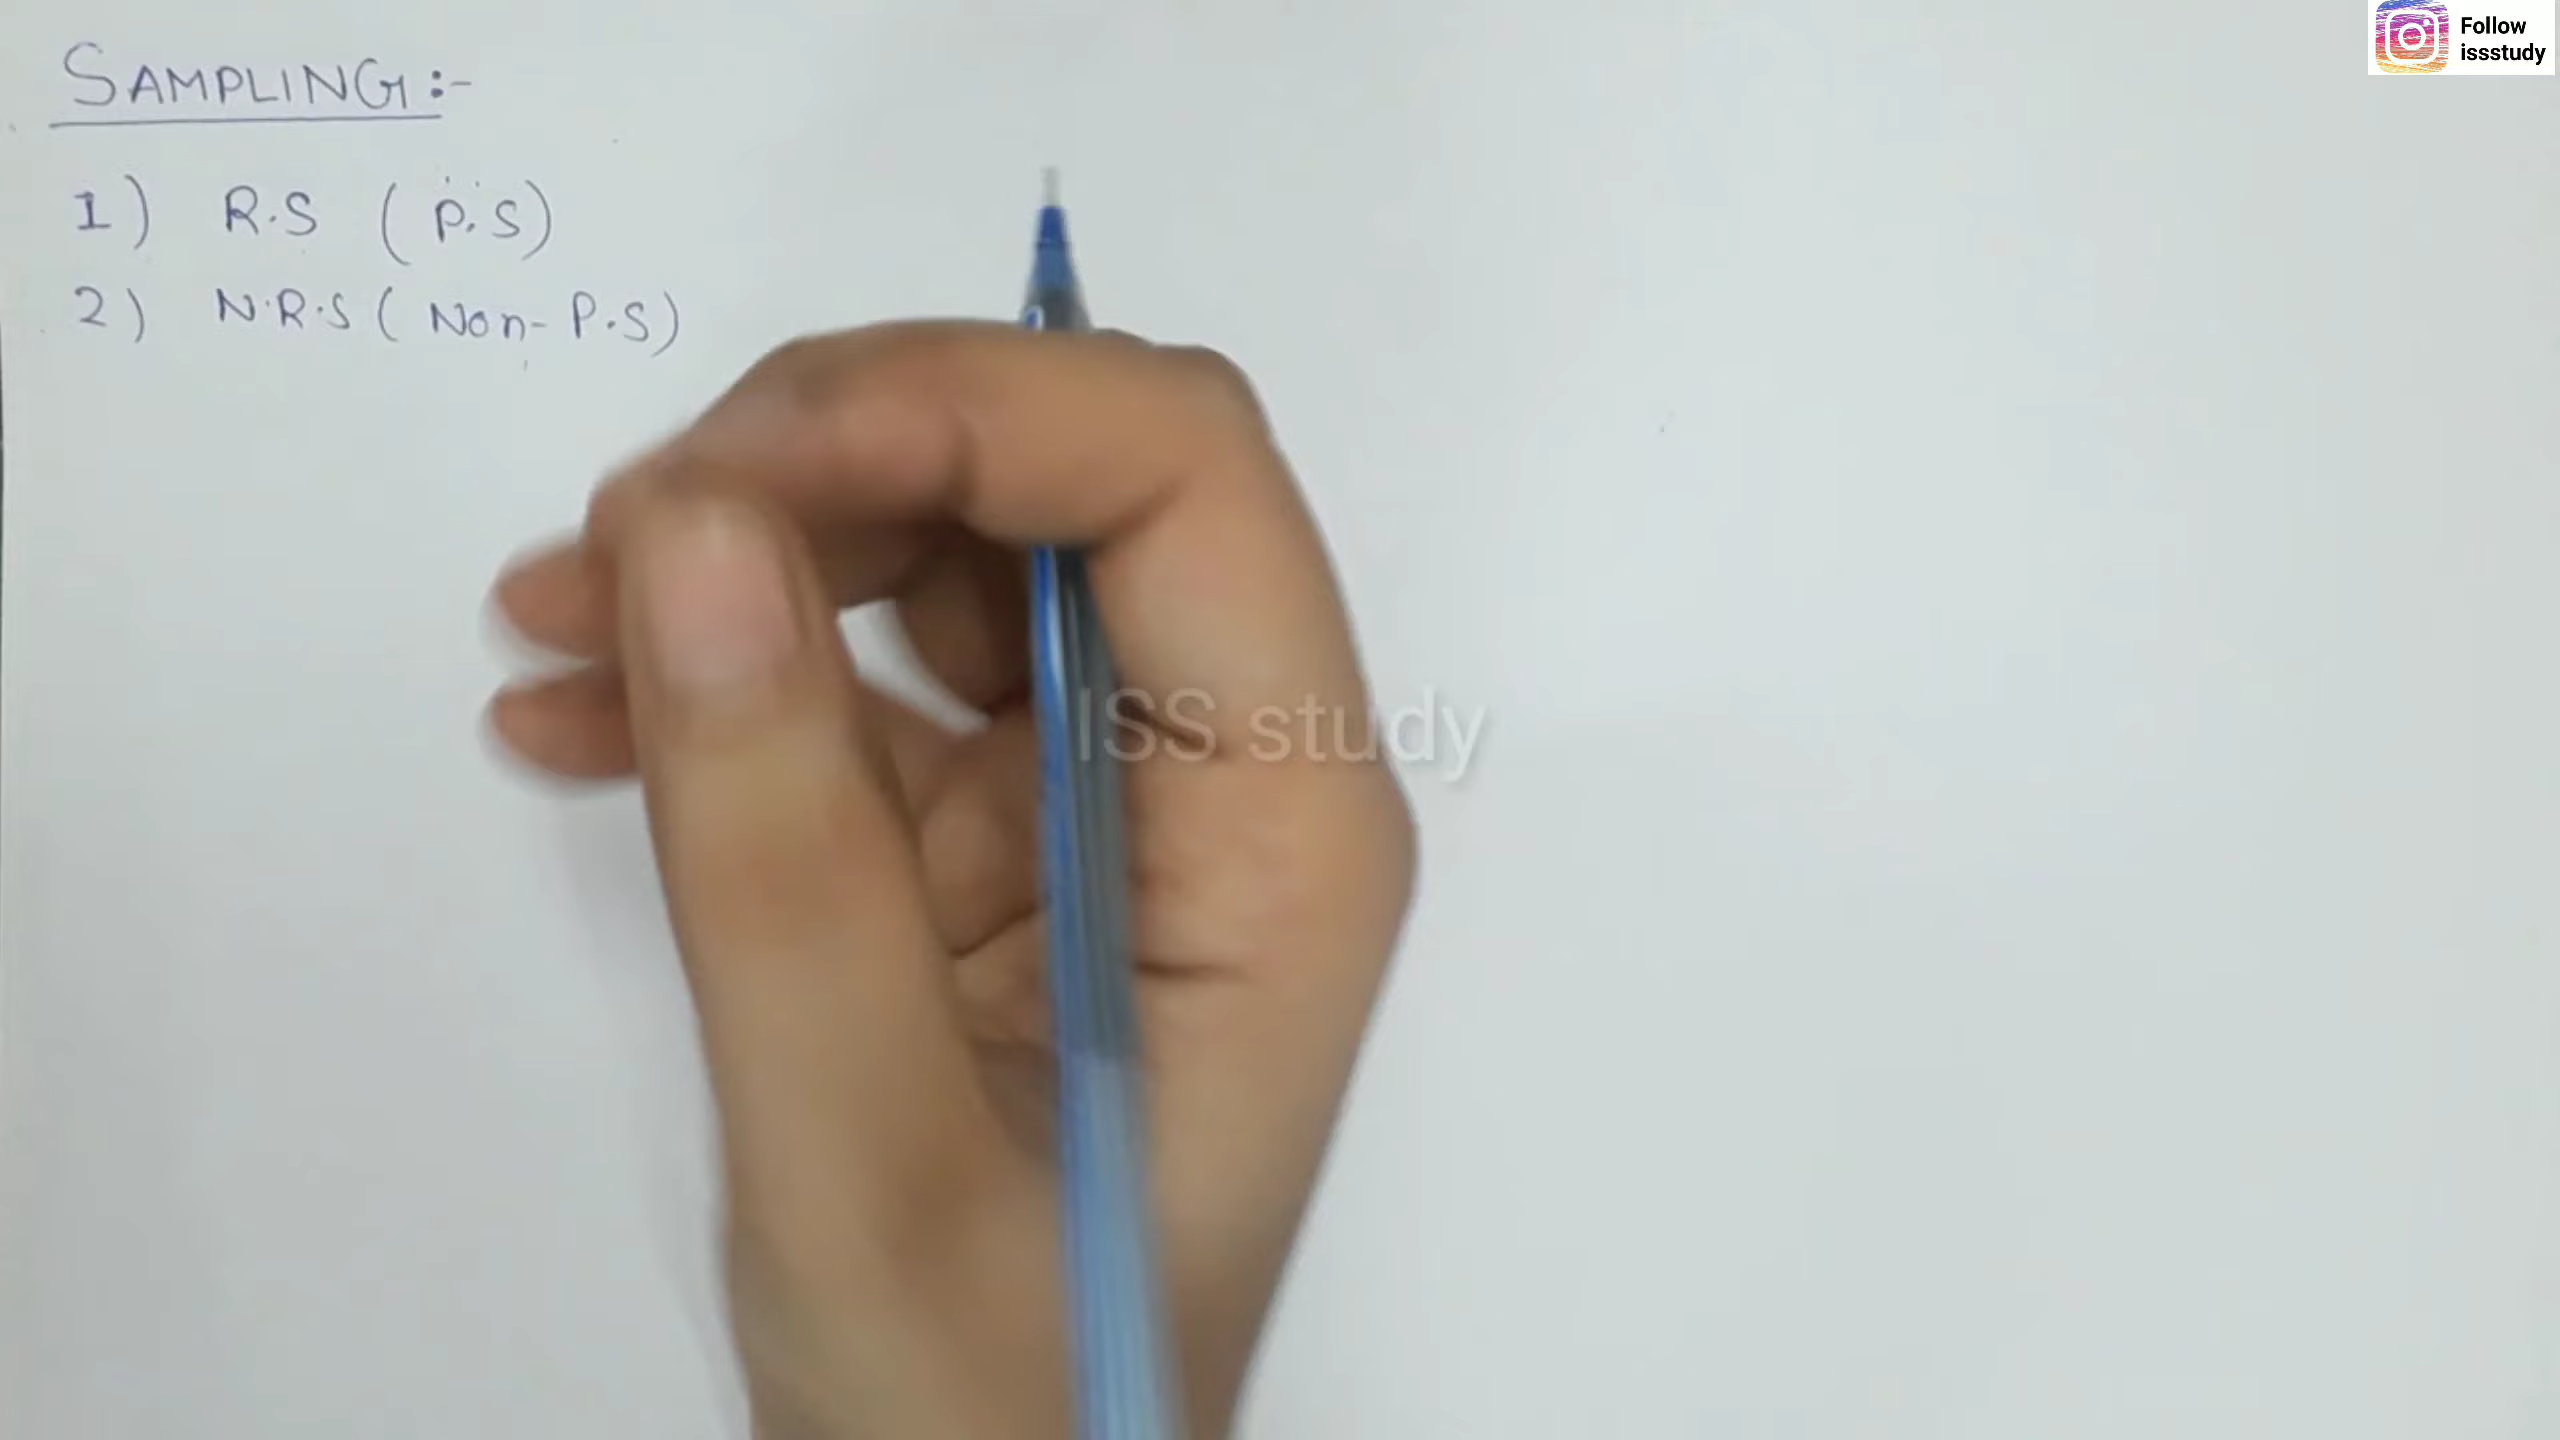 SAMPLING :-
1) R.S (P.S)
2) N.R.S (Non-P.S)
ISS study
Follow
issstudy